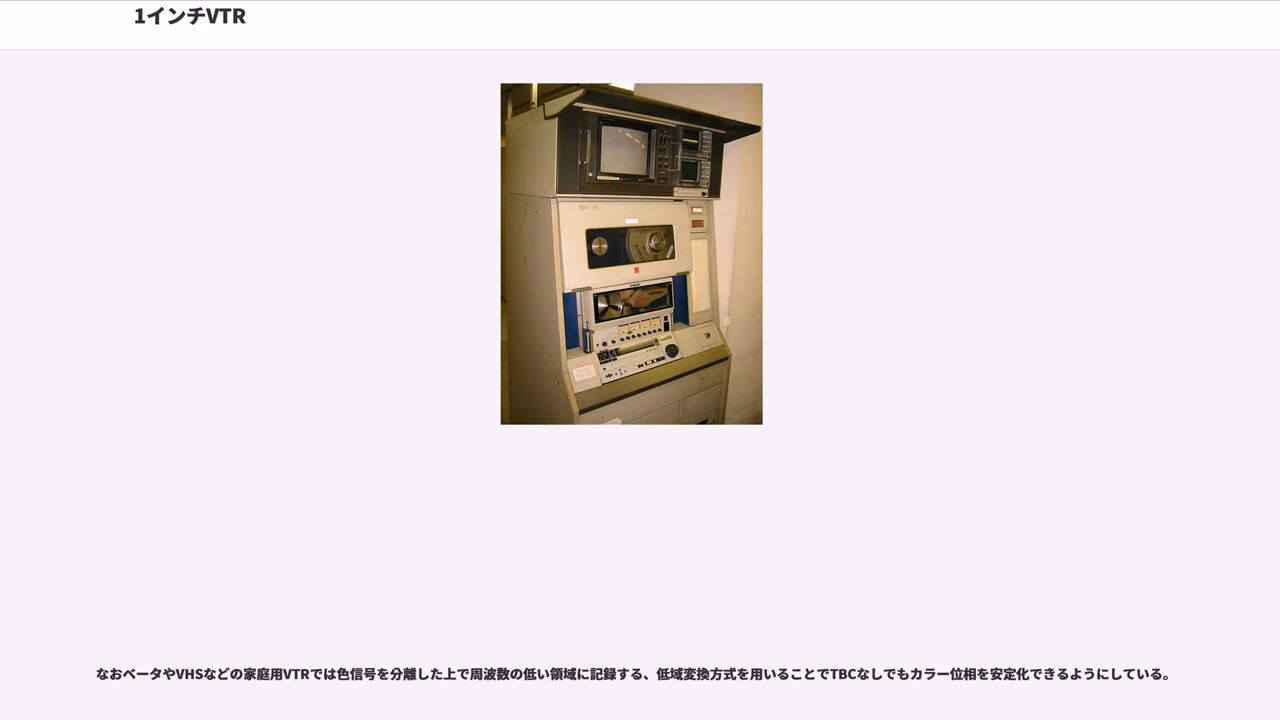 1インチVTR
なおベータやVHSなどの家庭用VTRでは色信号を分離した上で周波数の低い領域に記録する、低域変換方式を用いることでTBCなしでもカラー位相を安定化できるようにしている。